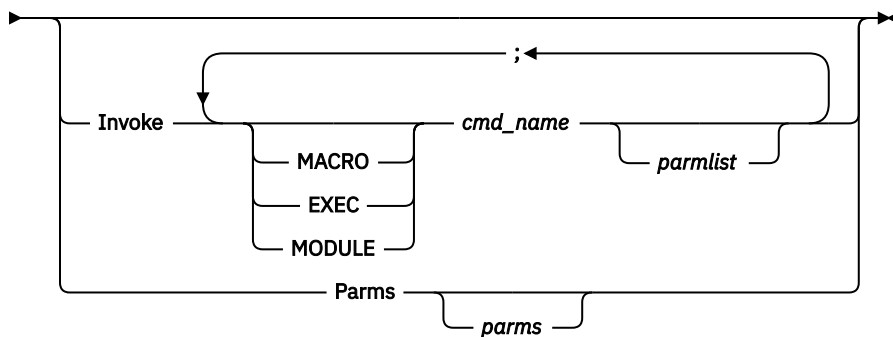 ;
Invoke cmd_name
MACRO parmlist
EXEC
MODULE
Parms
parms